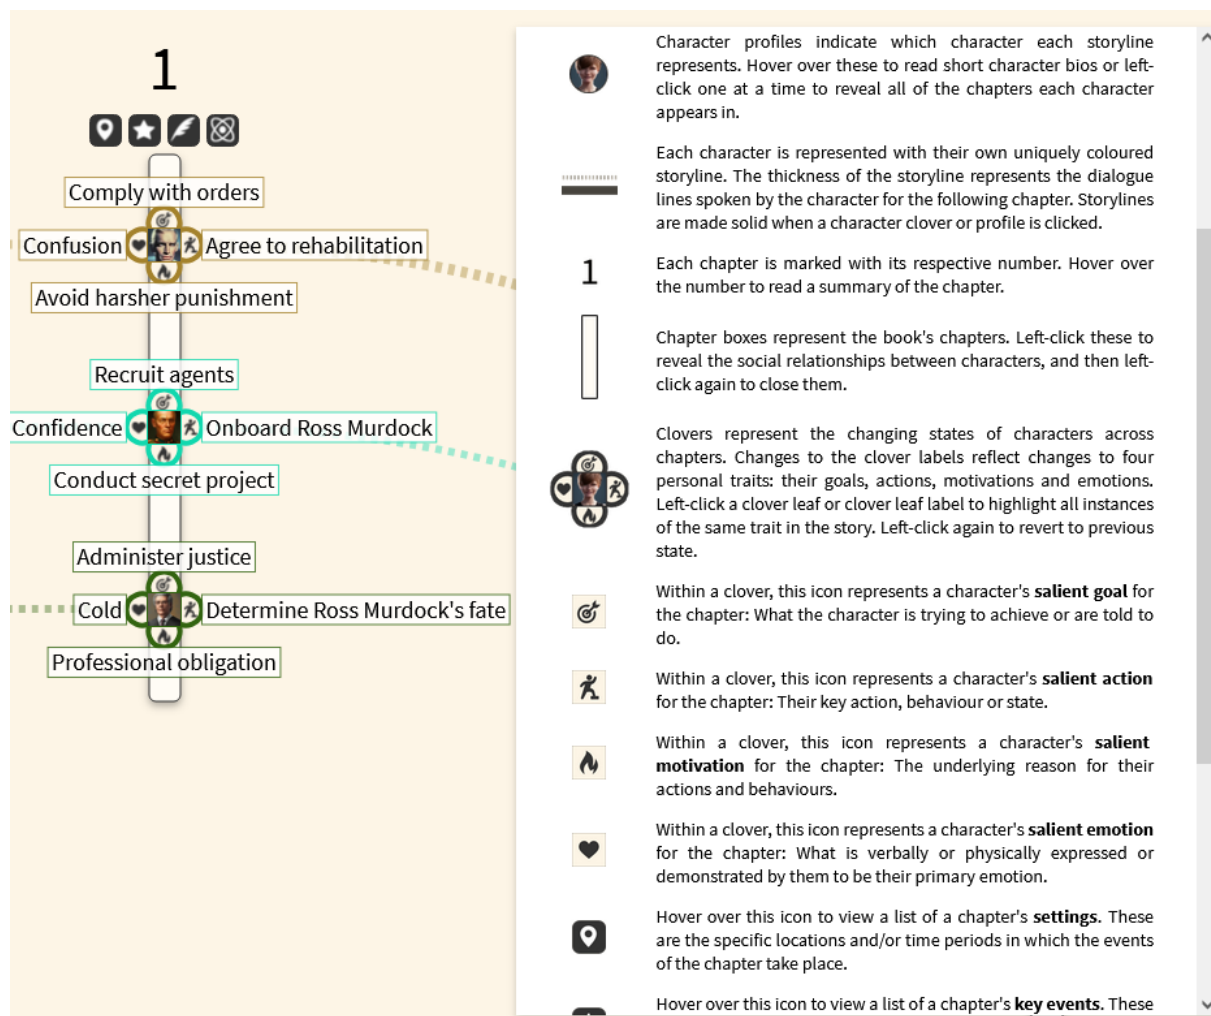 1
Comply with orders
Confusion
Agree to rehabilitation
Avoid harsher punishment
Recruit agents
Confidence
Onboard Ross Murdock
Conduct secret project
Administer justice
Cold
Determine Ross Murdock's fate
Professional obligation
Character profiles indicate which character each storyline
represents. Hover over these to read short character bios or left-
click one at a time to reveal all of the chapters each character
appears in.
Each character is represented with their own uniquely coloured
storyline. The thickness of the storyline represents the dialogue
lines spoken by the character for the following chapter. Storylines
are made solid when a character clover or profile is clicked.
1
Each chapter is marked with its respective number. Hover over
the number to read a summary of the chapter.
Chapter boxes represent the book's chapters. Left-click these to
reveal the social relationships between characters, and then left-
click again to close them.
Clovers represent the changing states of characters across
chapters. Changes to the clover labels reflect changes to four
personal traits: their goals, actions, motivations and emotions.
Left-click a clover leaf or clover leaf label to highlight all instances
of the same trait in the story. Left-click again to revert to previous
state.
Within a clover, this icon represents a character's salient goal for
the chapter: What the character is trying to achieve or are told to
do.
Within a clover, this icon represents a character's salient action
for the chapter: Their key action, behaviour or state.
Within a clover, this icon represents a character's salient
motivation for the chapter: The underlying reason for their
actions and behaviours.
Within a clover, this icon represents a character's salient emotion
for the chapter: What is verbally or physically expressed or
demonstrated by them to be their primary emotion.
Hover over this icon to view a list of a chapter's settings. These
are the specific locations and/or time periods in which the events
of the chapter take place.
Hover over this icon to view a list of a chapter's key events. These